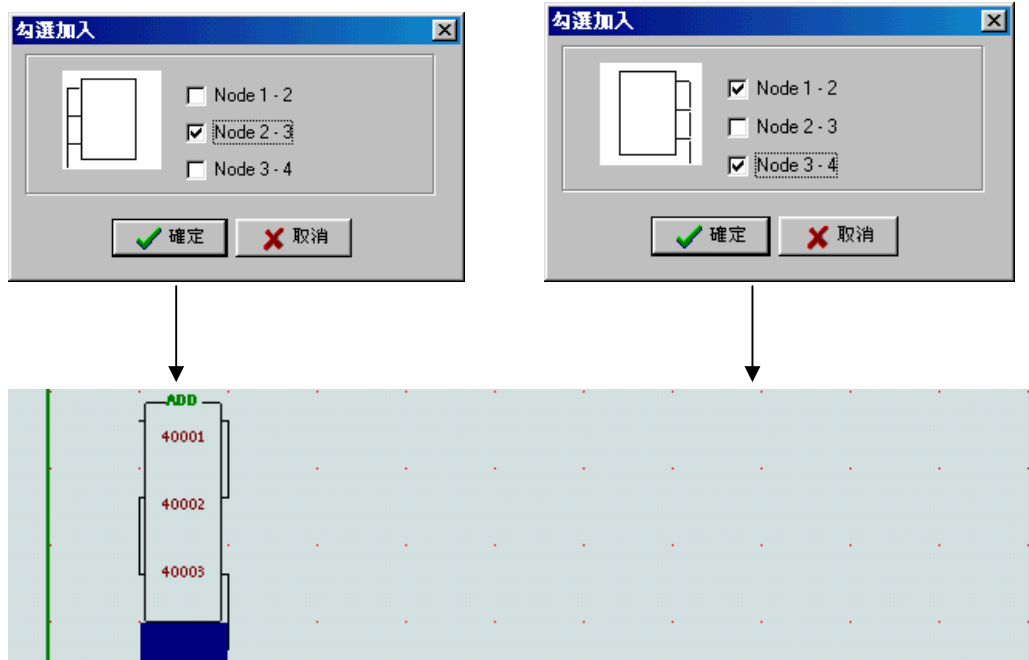 勾選加入
Node 1 - 2
Node 2 - 3
Node 3 - 4
確定
取消
勾選加入
Node 1 - 2
Node 2 - 3
Node 3 - 4
確定
取消
ADD
40001
40002
40003